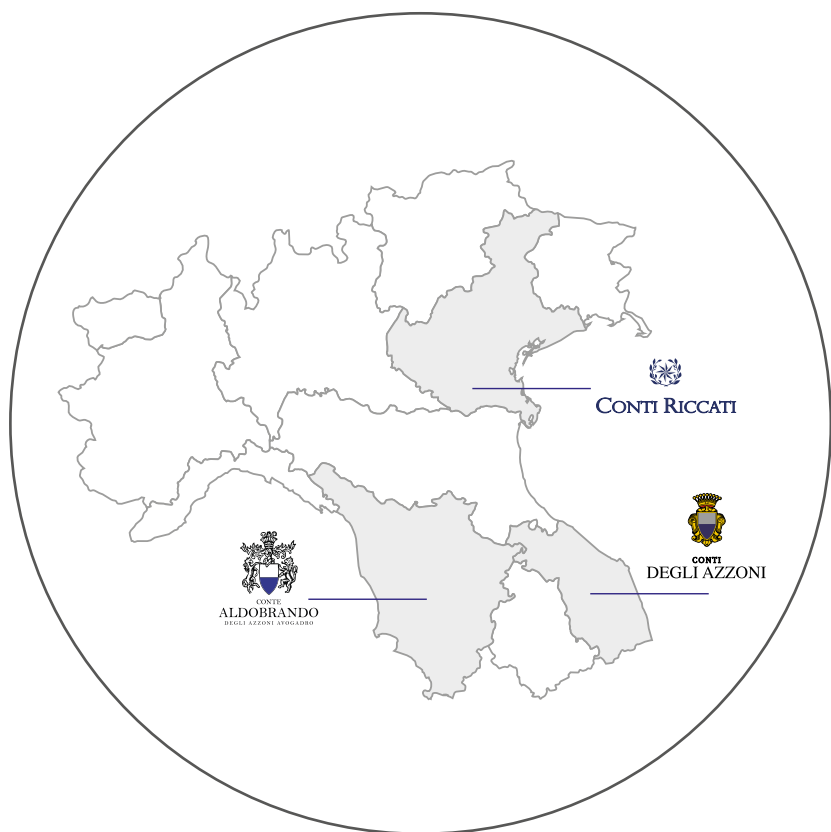 CONTI RICCATI
CONTI
DEGLI AZZONI
CONTE
ALDOBRANDO
DEGLI AZZONI AVOGADRO